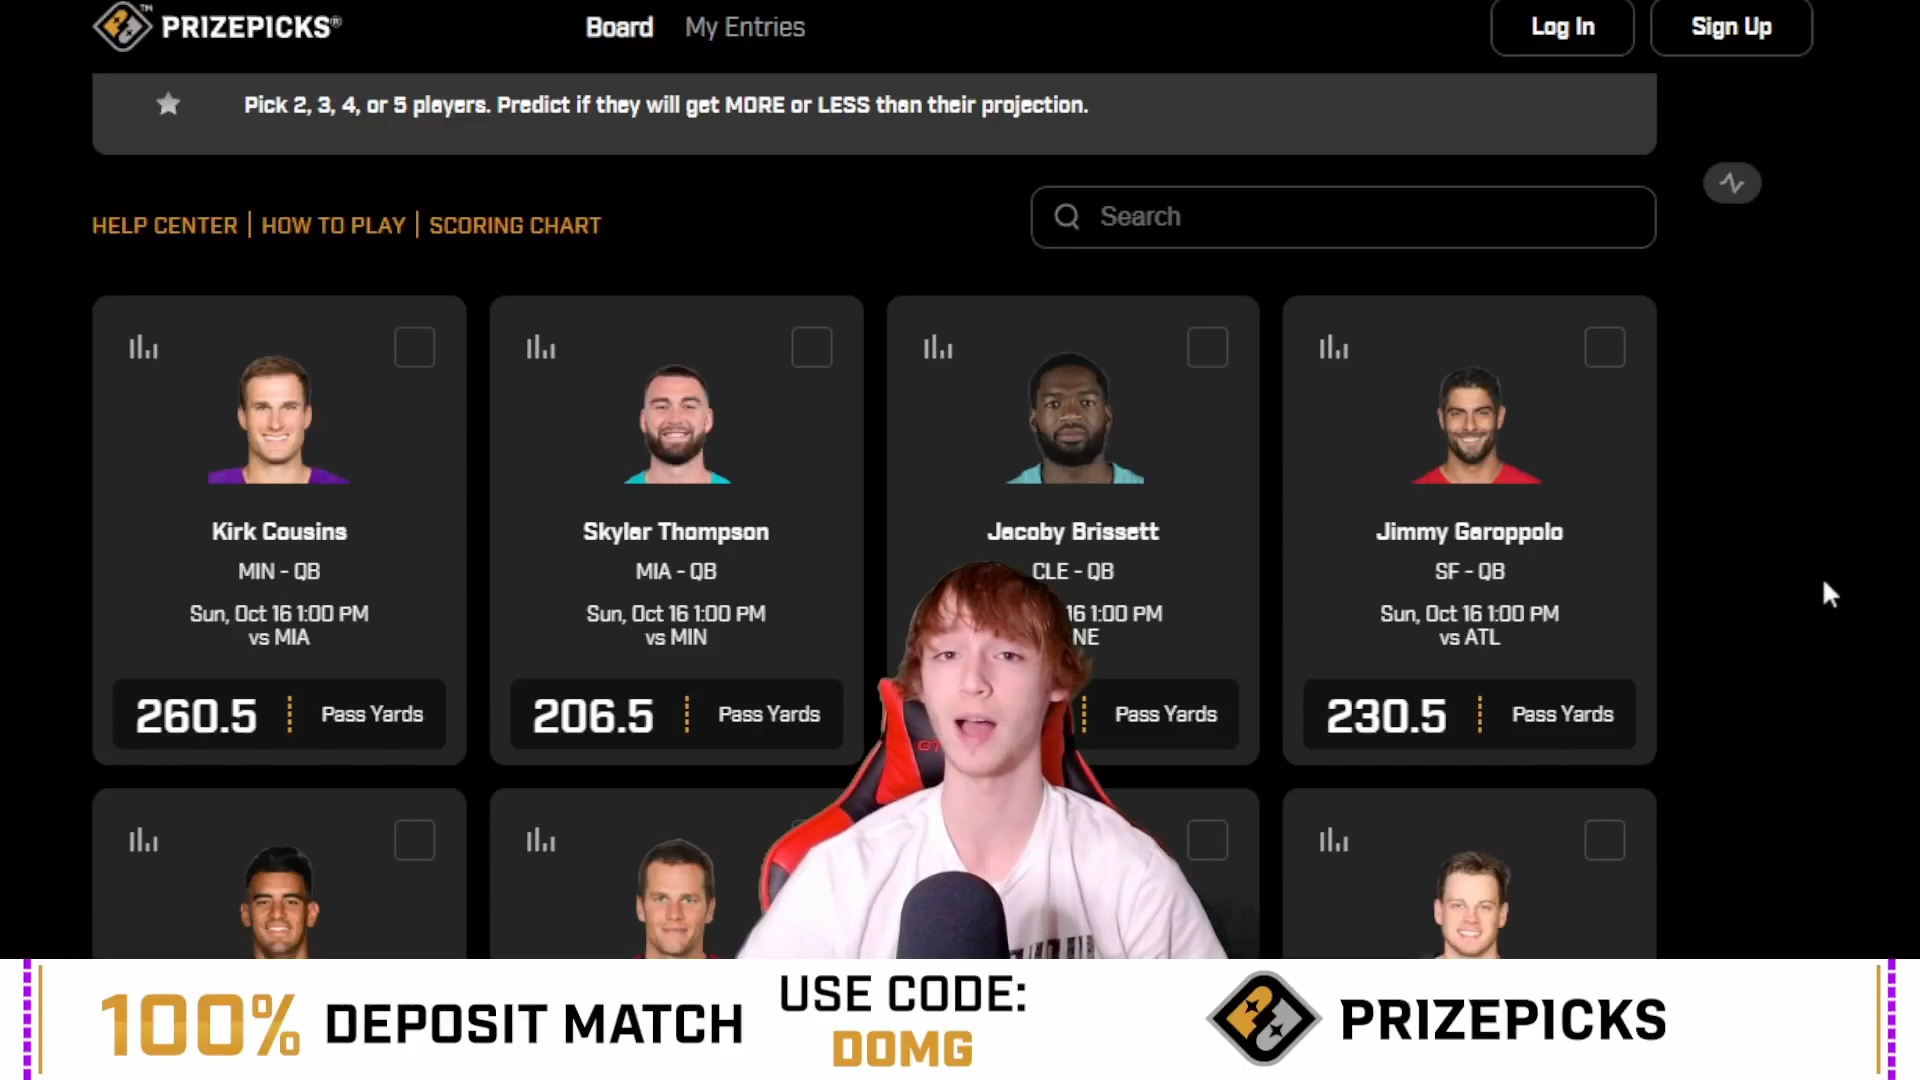 PRIZEPICKS®
Board
My Entries
Log In
Sign Up
Pick 2, 3, 4, or 5 players. Predict if they will get MORE or LESS than their projection.
HELP CENTER | HOW TO PLAY | SCORING CHART
Search
Kirk Cousins
MIN - QB
Sun, Oct 16 1:00 PM
vs MIA
260.5
Pass Yards
Skylar Thompson
MIA - QB
Sun, Oct 16 1:00 PM
vs MIN
206.5
Pass Yards
Jacoby Brissett
CLE - QB
16 1:00 PM
NE
Pass Yards
Jimmy Garoppolo
SF - QB
Sun, Oct 16 1:00 PM
vs ATL
230.5
Pass Yards
GT
100% DEPOSIT MATCH
USE CODE:
DOMG
PRIZEPICKS